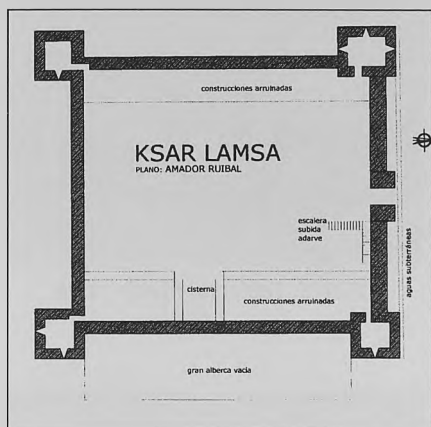 construcciones arruinadas
KSAR LAMSA
PLANO: AMADOR RUIBAL
escalera
subida
adarve
aguas subterráneas
cisterna
construcciones arruinadas
gran alberca vacía